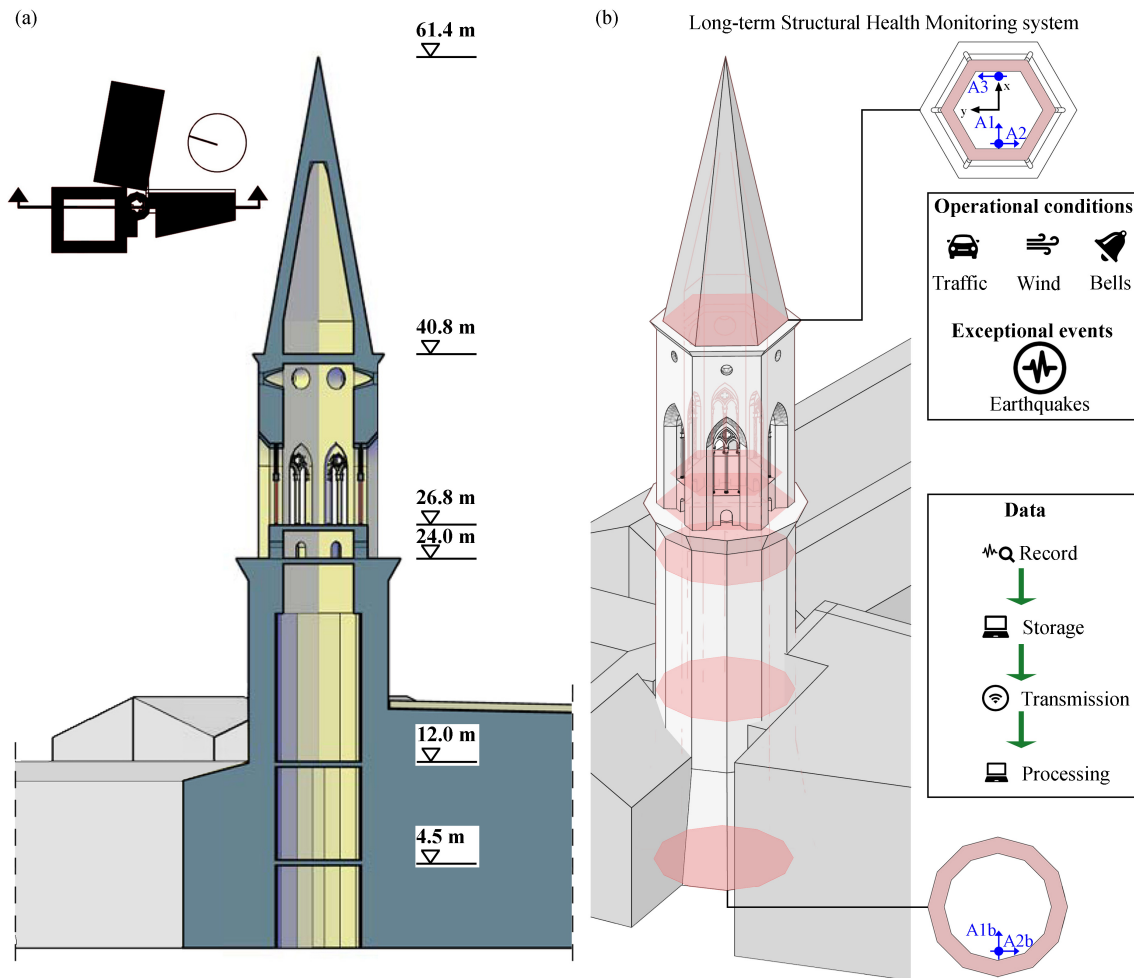 (a)
61.4 m
40.8 m
26.8 m
24.0 m
12.0 m
4.5 m
(b)
Long-term Structural Health Monitoring system
A3
x
y
A1
A2
Operational conditions
Traffic
Wind
Bells
Exceptional events
Earthquakes
Data
Record
Storage
Transmission
Processing
A1b
A2b